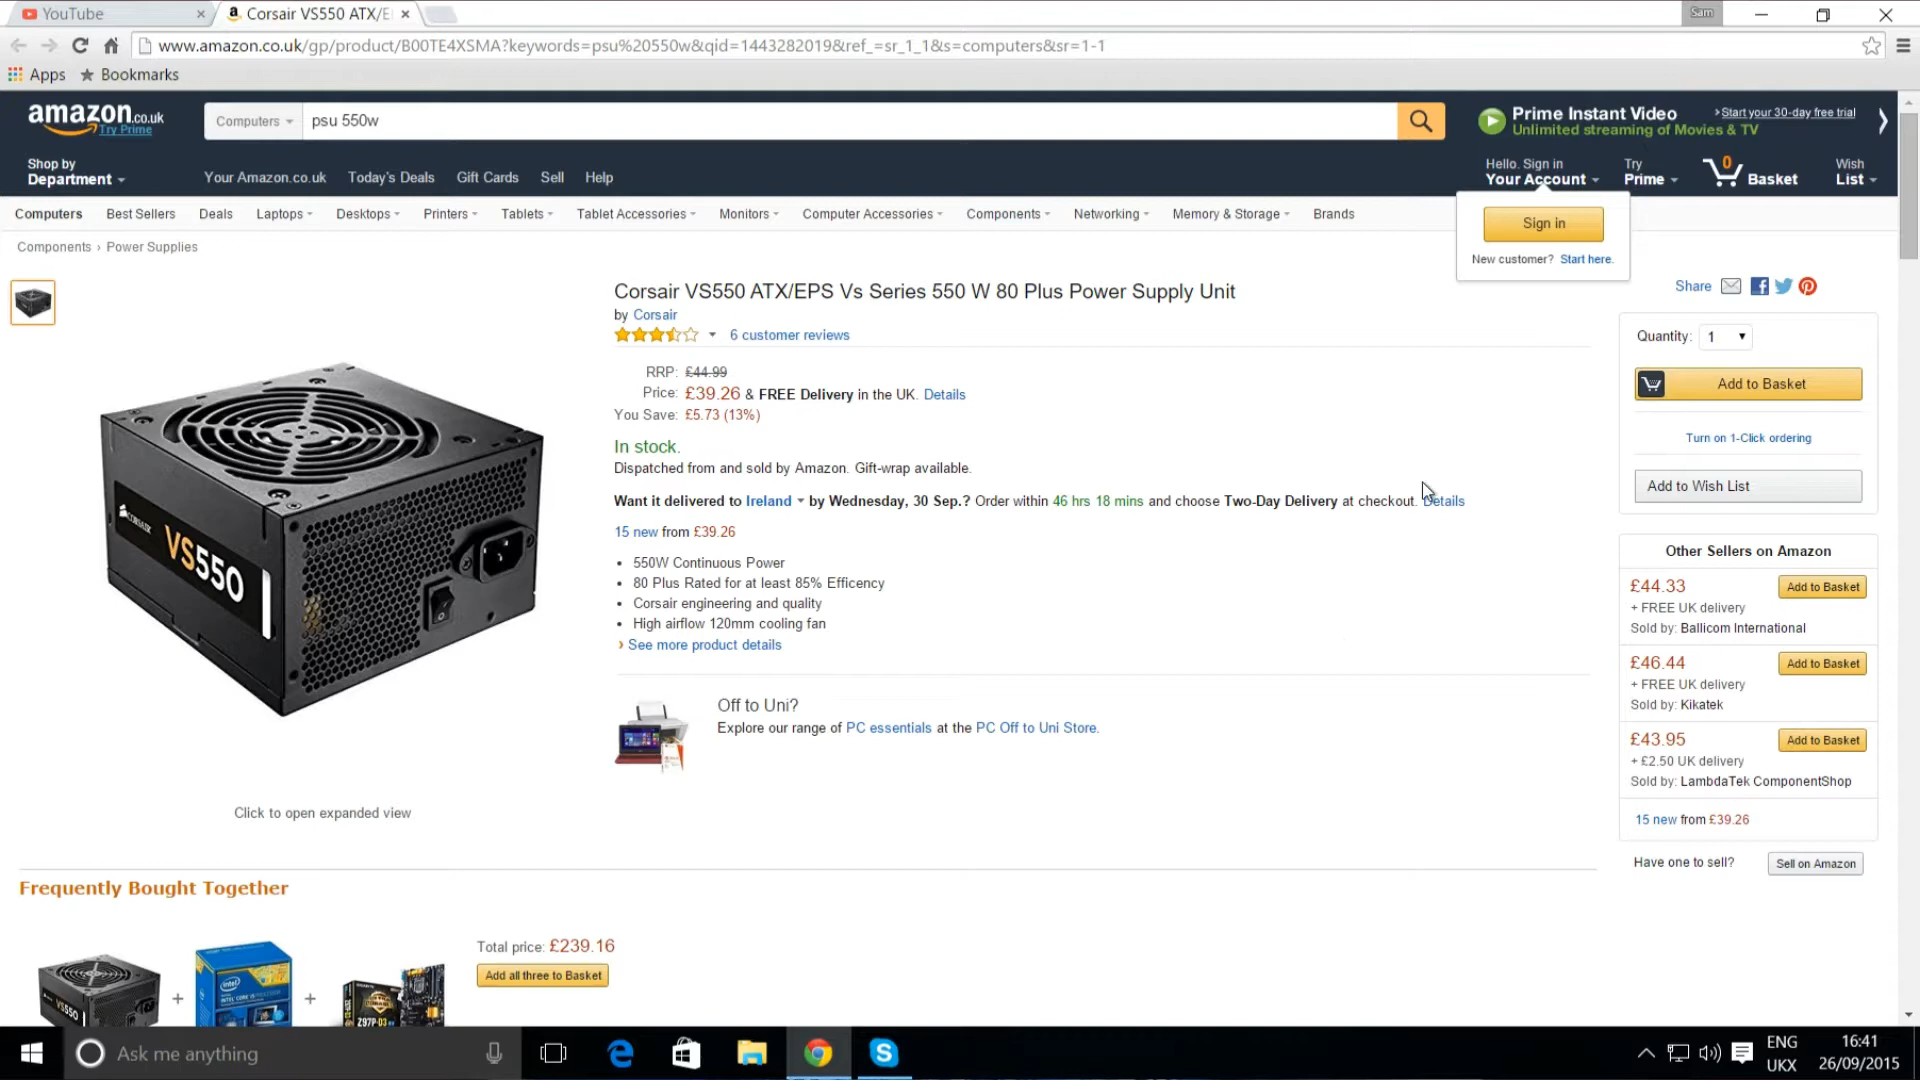 YouTube
Corsair VS550 ATX/E
Sam
www.amazon.co.uk/gp/product/B00TE4XSMA?keywords=psu%20550w&qid=1443282019&ref_=sr_1_1&s=computers&sr=1-1
Apps
Bookmarks
amazon.co.uk
Try Prime
Computers
psu 550w
Prime Instant Video
Unlimited streaming of Movies & TV
›Start your 30-day free trial
Shop by
Department
Your Amazon.co.uk
Today's Deals
Gift Cards
Sell
Help
Hello. Sign in
Your Account
Try
Prime
0
Basket
Wish
List
Computers
Best Sellers
Deals
Laptops
Desktops
Printers
Tablets
Tablet Accessories
Monitors
Computer Accessories
Components
Networking
Memory & Storage
Brands
Sign in
New customer? Start here.
Components › Power Supplies
Corsair VS550 ATX/EPS Vs Series 550 W 80 Plus Power Supply Unit
by Corsair
6 customer reviews
RRP: £44.99
Price: £39.26 & FREE Delivery in the UK. Details
You Save: £5.73 (13%)
In stock.
Dispatched from and sold by Amazon. Gift-wrap available.
Want it delivered to Ireland by Wednesday, 30 Sep.? Order within 46 hrs 18 mins and choose Two-Day Delivery at checkout. Details
15 new from £39.26
• 550W Continuous Power
• 80 Plus Rated for at least 85% Efficency
• Corsair engineering and quality
• High airflow 120mm cooling fan
› See more product details
Off to Uni?
Explore our range of PC essentials at the PC Off to Uni Store.
CORSAIR
VS550
Click to open expanded view
Share
Quantity: 1
Add to Basket
Turn on 1-Click ordering
Add to Wish List
Other Sellers on Amazon
£44.33
Add to Basket
+ FREE UK delivery
Sold by: Ballicom International
£46.44
Add to Basket
+ FREE UK delivery
Sold by: Kikatek
£43.95
Add to Basket
+ £2.50 UK delivery
Sold by: LambdaTek ComponentShop
15 new from £39.26
Have one to sell?
Sell on Amazon
Frequently Bought Together
VS550
+
intel
+
Z97P-D3
Total price: £239.16
Add all three to Basket
Ask me anything
ENG
UKX
16:41
26/09/2015